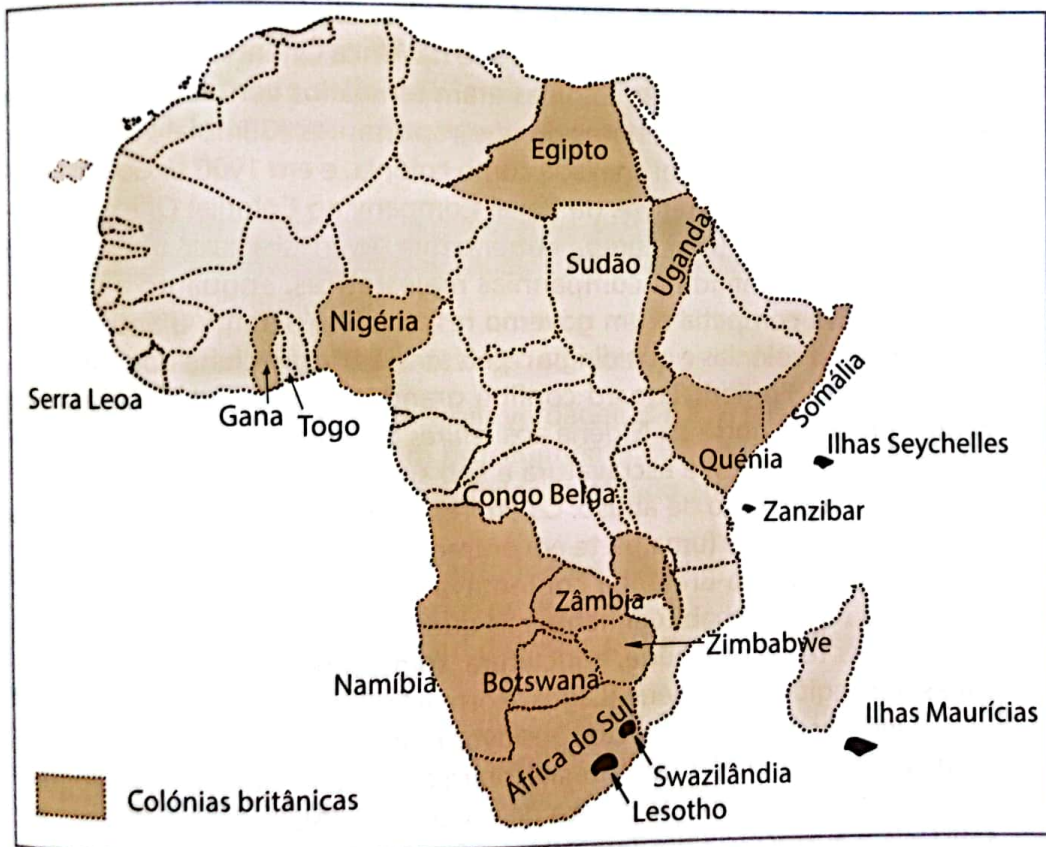 Egipto
Sudão
Uganda
Nigéria
Somália
Serra Leoa
Gana
Togo
Quénia
Ilhas Seychelles
Congo Belga
Zanzibar
Zâmbia
Zimbabwe
Namíbia
Botswana
Ilhas Maurícias
África do Sul
Swazilândia
Lesotho
Colónias britânicas